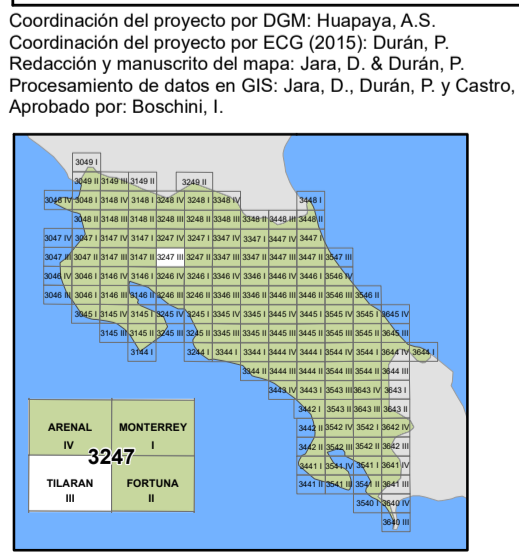 Coordinación del proyecto por DGM: Huapaya, A.S.
Coordinación del proyecto por ECG (2015): Durán, P.
Redacción y manuscrito del mapa: Jara, D. & Durán, P.
Procesamiento de datos en GIS: Jara, D., Durán, P. y Castro,
Aprobado por: Boschini, I.
3049 I
3049 II 3149 III 3149 II 3249 II
3048 IV 3048 I 3148 IV 3148 I 3248 IV 3248 I 3348 IV 3448 I
3048 II 3148 III 3148 II 3248 III 3248 II 3348 III 3348 II 3448 III 3448 II
3047 IV 3047 I 3147 IV 3147 I 3247 IV 3247 I 3347 IV 3347 I 3447 IV 3447 I
3047 III 3047 II 3147 III 3147 II 3247 III 3247 II 3347 III 3347 II 3447 III 3447 II 3547 III
3046 IV 3046 I 3146 IV 3146 I 3246 IV 3246 I 3346 IV 3346 I 3446 IV 3446 I 3546 IV
3046 III 3046 I 3146 III 3146 II 3246 III 3246 II 3346 III 3346 II 3446 III 3446 II 3546 III 3546 II
3045 I 3145 IV 3145 I 3245 IV 3245 I 3345 IV 3345 I 3445 IV 3445 I 3545 IV 3545 I 3645 IV
3145 III 3145 II 3245 III 3245 II 3345 III 3345 II 3445 III 3445 II 3545 III 3545 II 3645 III
3144 I 3244 I 3344 I 3344 I 3444 IV 3444 I 3544 IV 3544 I 3644 IV 3644 I
3344 II 3444 III 3444 II 3544 III 3544 II 3644 III
3443 IV 3443 I 3543 III 3643 IV 3643 I
3442 I 3543 II 3643 III 3643 II
3442 II 3542 IV 3542 I 3642 IV
3442 II 3542 III 3542 II 3642 III
3441 I 3541 IV 3541 I 3641 IV
3441 II 3541 III 3541 II 3641 III
3540 I 3640 IV
3640 III
ARENAL
IV
MONTERREY
I
3247
TILARAN
III
FORTUNA
II